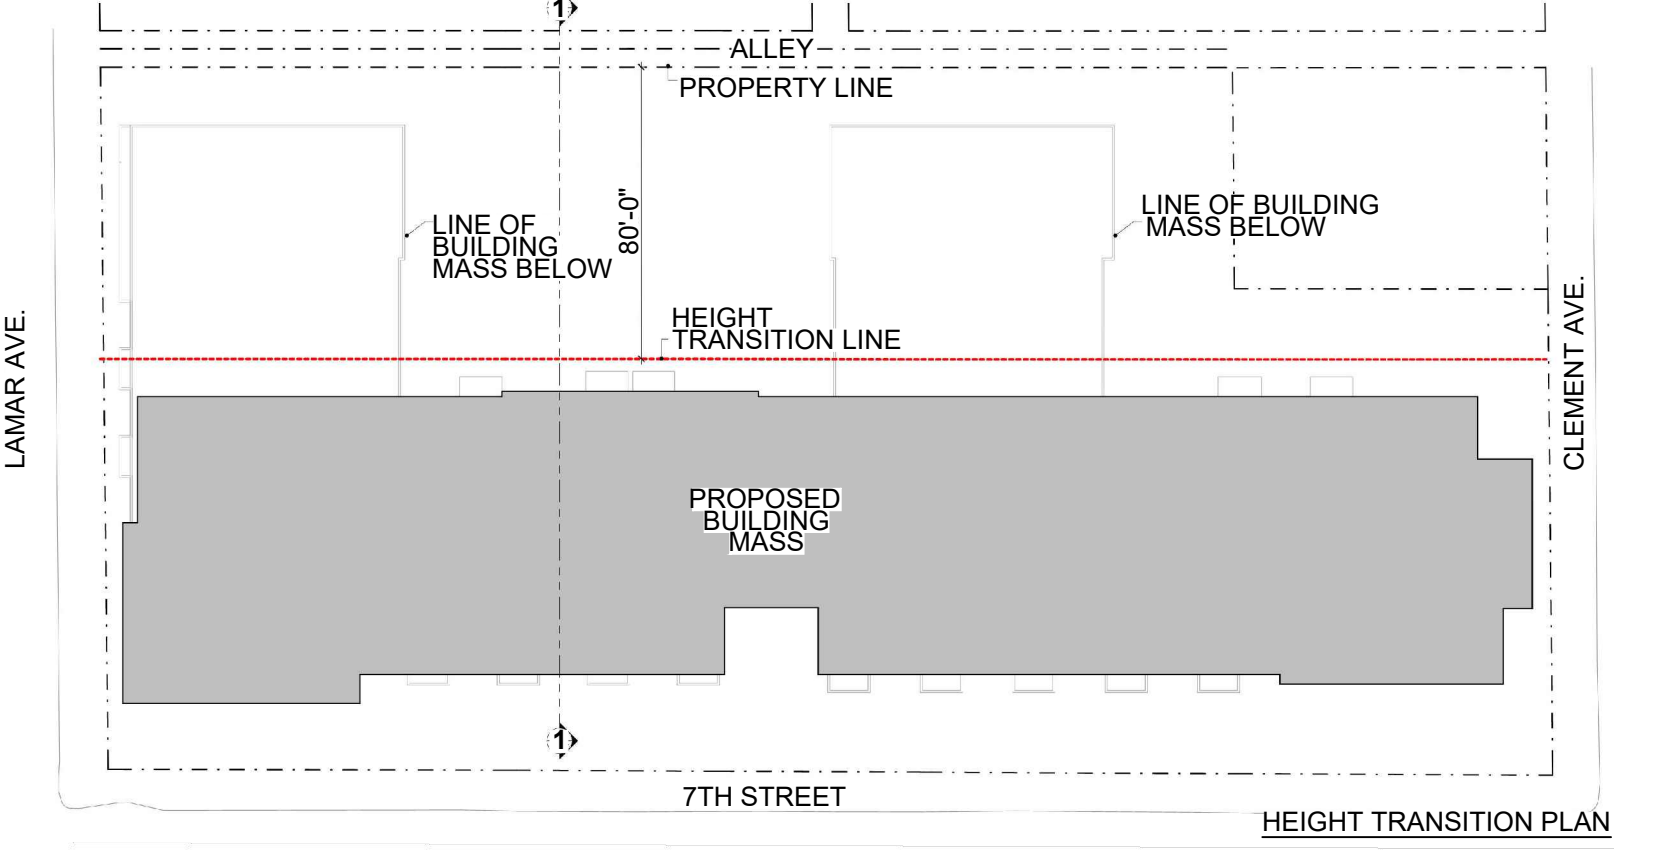 1
ALLEY
PROPERTY LINE
LINE OF
BUILDING
MASS BELOW
80'-0"
LINE OF BUILDING
MASS BELOW
HEIGHT
TRANSITION LINE
LAMAR AVE.
CLEMENT AVE.
PROPOSED
BUILDING
MASS
1
7TH STREET
HEIGHT TRANSITION PLAN